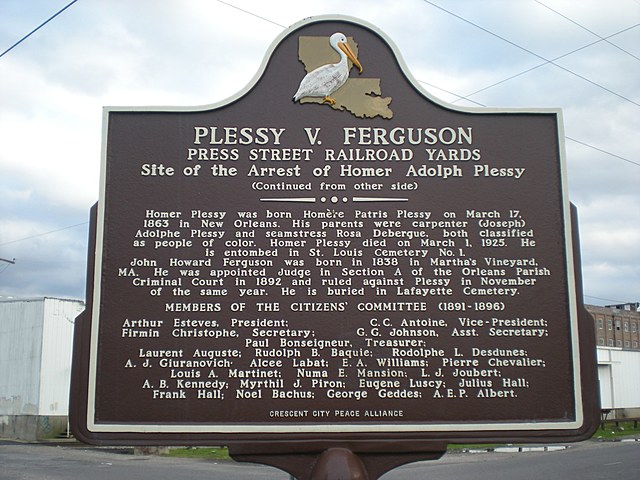 PLESSY V. FERGUSON
PRESS STREET RAILROAD YARDS
Site of the Arrest of Homer Adolph Plessy
(Continued from other side)
Homer Plessy was born Homère Patris Plessy on March 17,
1863 in New Orleans. His parents were carpenter (Joseph)
Adolphe Plessy and seamstress Rosa Debergue, both classified
as people of color. Homer Plessy died on March 1, 1925. He
is entombed in St. Louis Cemetery No. 1.
John Howard Ferguson was born in 1838 in Martha's Vineyard,
MA. He was appointed Judge in Section A of the Orleans Parish
Criminal Court in 1892 and ruled against Plessy in November
of the same year. He is buried in Lafayette Cemetery.
MEMBERS OF THE CITIZENS' COMMITTEE (1891-1896)
Arthur Esteves, President; C.C. Antoine, Vice-President;
Firmin Christophe, Secretary; G.G. Johnson, Asst. Secretary;
Paul Bonseigneur, Treasurer;
Laurent Auguste; Rudolph B. Baquie; Rodolphe L. Desdunes;
A. J. Giuranovich; Alcee Labat; E. A. Williams; Pierre Chevalier;
Louis A. Martinet; Numa E. Mansion; L. J. Joubert;
A. B. Kennedy; Myrthil J. Piron; Eugene Luscy; Julius Hall;
Frank Hall; Noel Bachus; George Geddes; A. E. P. Albert.
CRESCENT CITY PEACE ALLIANCE